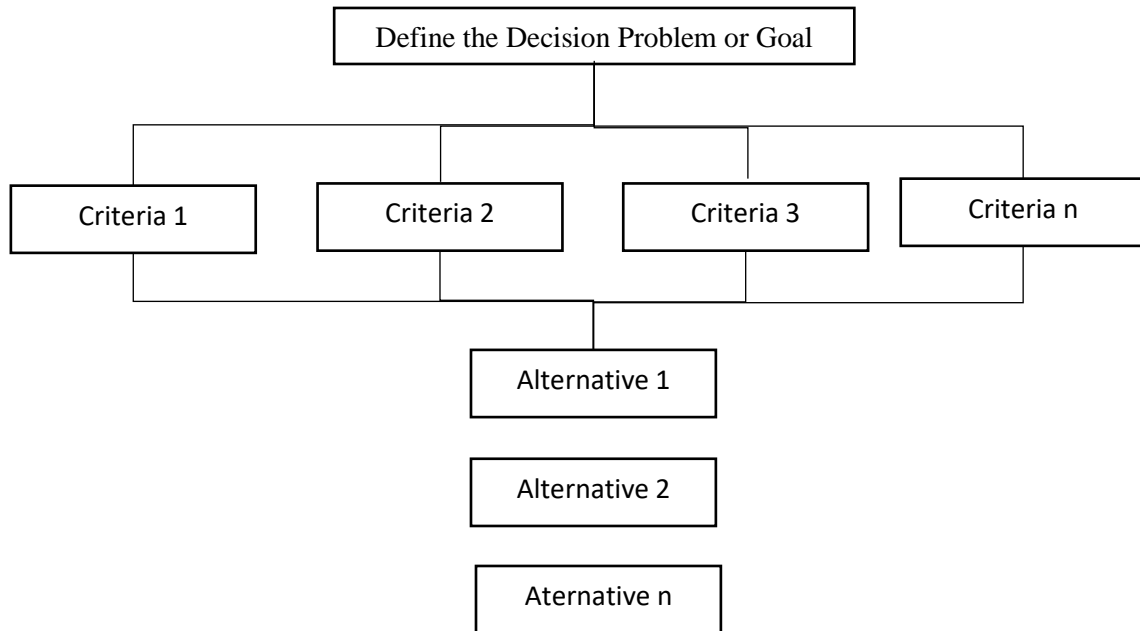 Define the Decision Problem or Goal
Criteria 1
Criteria 2
Criteria 3
Criteria n
Alternative 1
Alternative 2
Aternative n